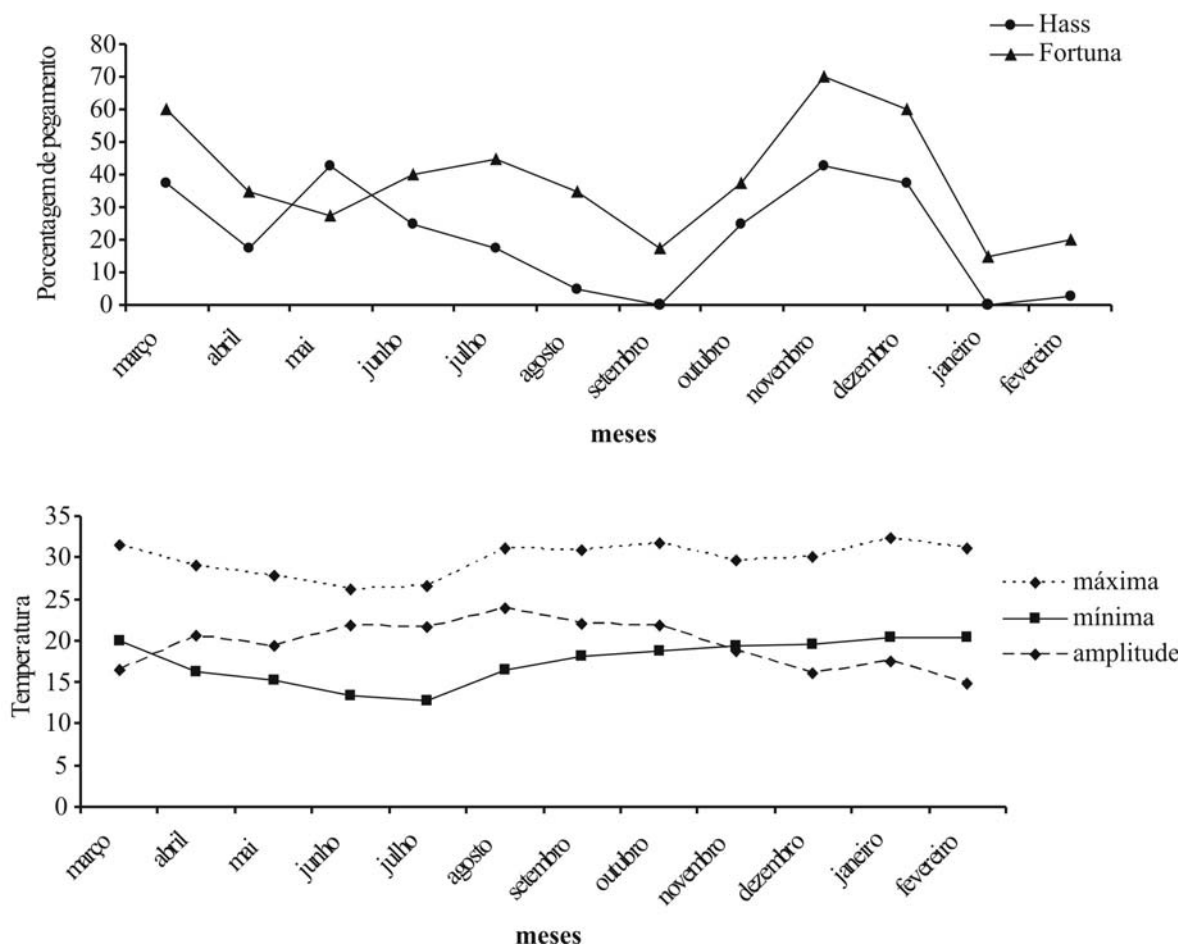 Hass
Fortuna
Porcentagem de pegamento
80
70
60
50
40
30
20
10
0
março
abril
mai
junho
julho
agosto
setembro
outubro
novembro
dezembro
janeiro
fevereiro
meses
Temperatura
35
30
25
20
15
10
5
0
máxima
mínima
amplitude
março
abril
mai
junho
julho
agosto
setembro
outubro
novembro
dezembro
janeiro
fevereiro
meses